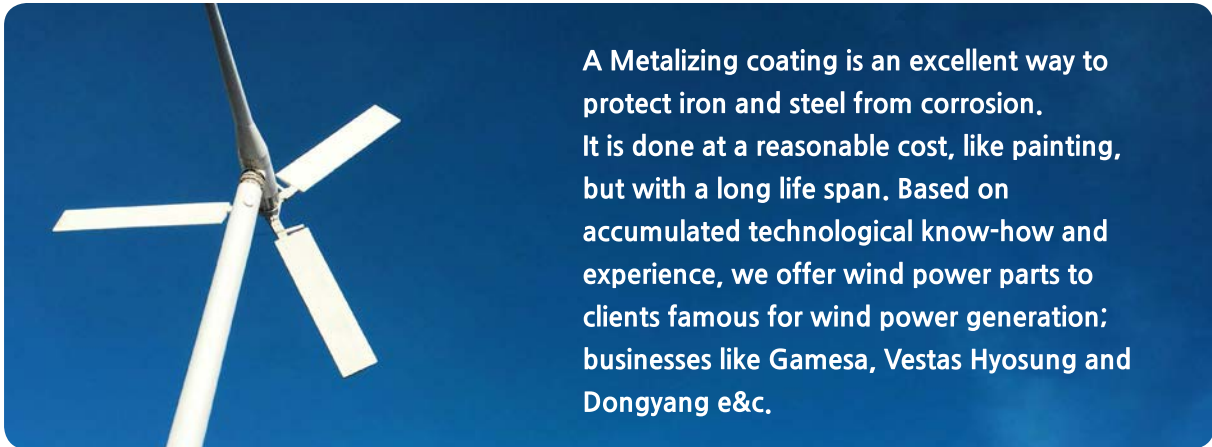 A Metalizing coating is an excellent way to
protect iron and steel from corrosion.
It is done at a reasonable cost, like painting,
but with a long life span. Based on
accumulated technological know-how and
experience, we offer wind power parts to
clients famous for wind power generation;
businesses like Gamesa, Vestas Hyosung and
Dongyang e&c.